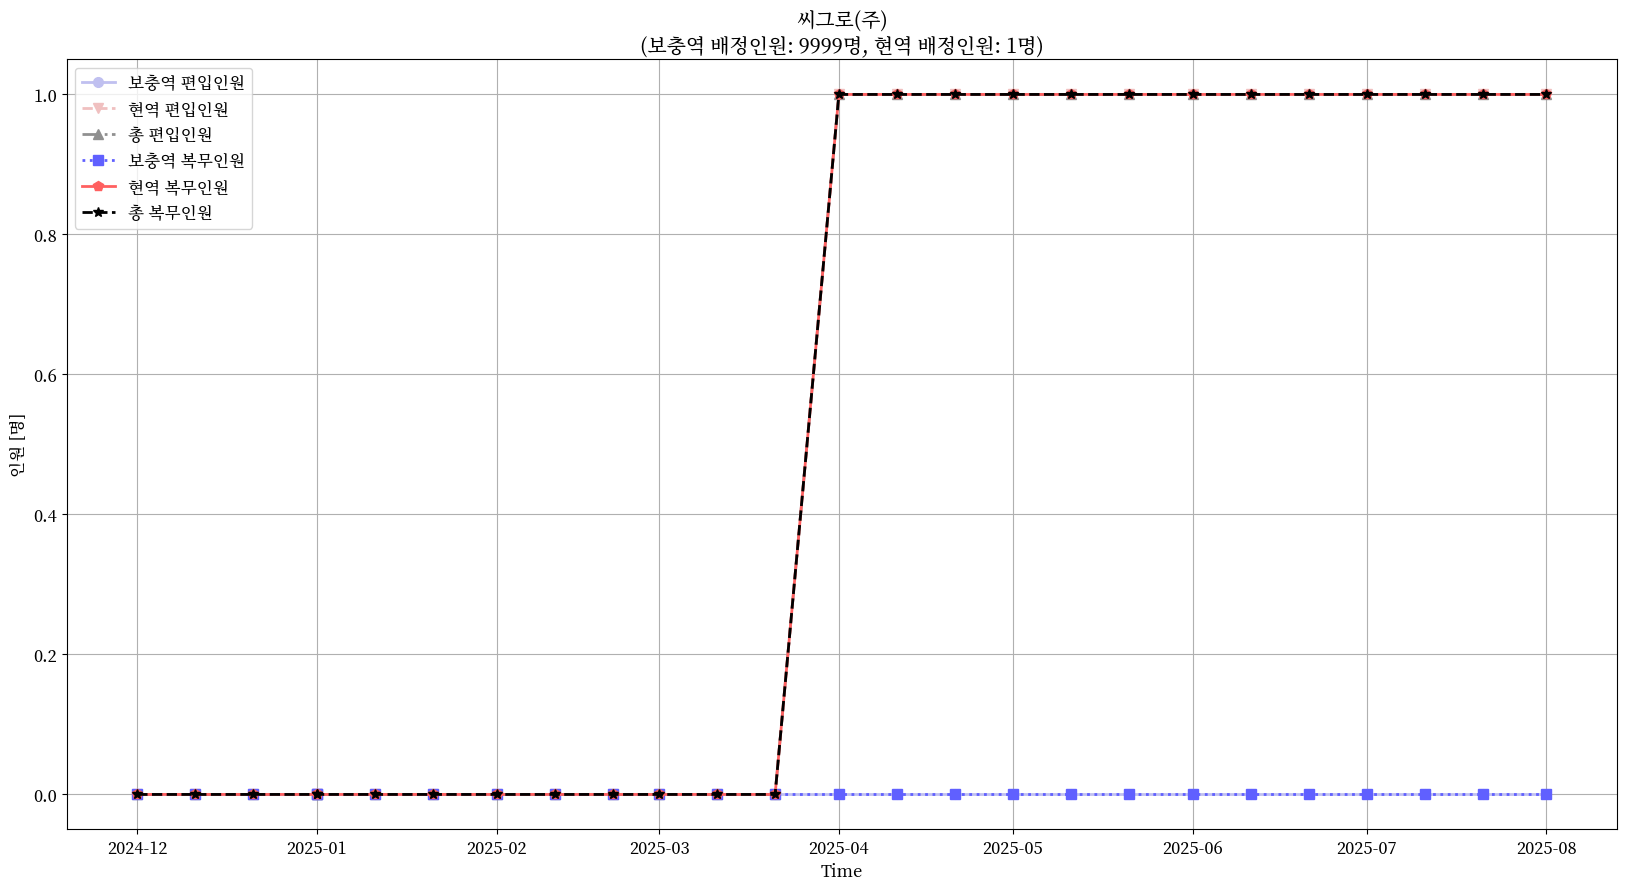 씨그로(주)
(보충역 배정인원: 9999명, 현역 배정인원: 1명)
보충역 편입인원
현역 편입인원
총 편입인원
보충역 복무인원
현역 복무인원
총 복무인원
1.0
0.8
0.6
0.4
0.2
0.0
인원 [명]
2024-12 2025-01 2025-02 2025-03 2025-04 2025-05 2025-06 2025-07 2025-08
Time